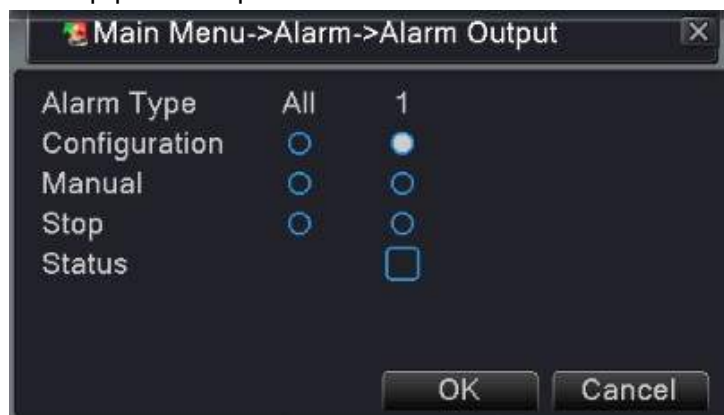 Main Menu->Alarm->Alarm Output
Alarm Type All 1
Configuration
Manual
Stop
Status
OK Cancel